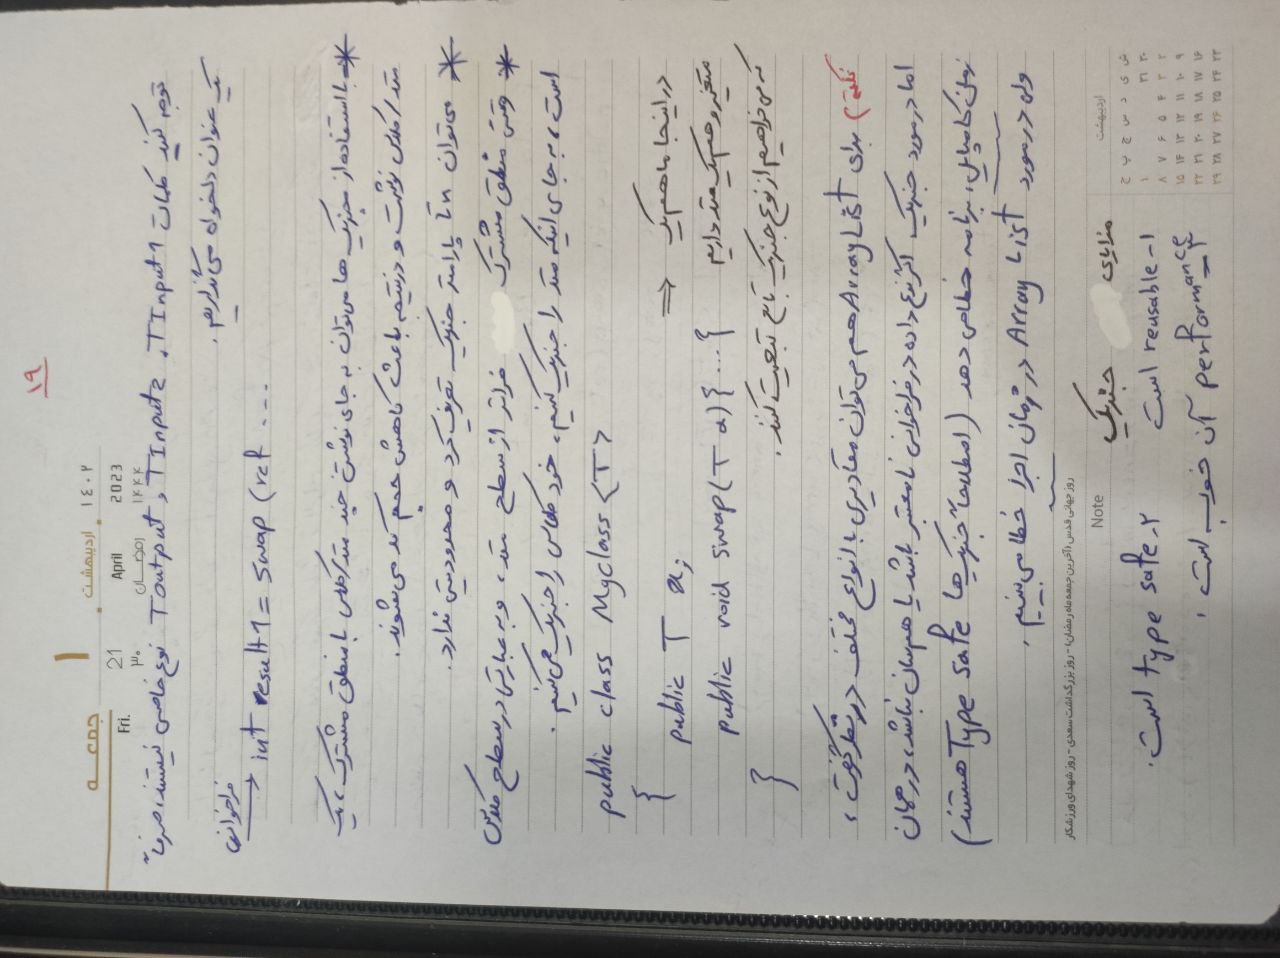 ۱۹
جمعه ۱ اردیبهشت ۱٤۰۲
Fri. 21 April 2023
۳۰ رمضان ۱۴۴۴
توجه کنید کلمات TInput1، TInput2 و Toutput نوع خاصی نیستند، صرفاً
یک عنوان دلخواه می‌گذاریم.
فراخوانی → int result1 = swap (ref ...
* با استفاده از جنریک ها می‌توان به جای نوشتن چند متد/کلاس با منطق مشترک، یک
متد/کلاس نوشت و در نتیجه باعث کاهش حجم کد می‌شوند.
* می‌توان n تا پارامتر جنریک تعریف کرد و محدودیتی ندارد.
* وقتی منطق مشترک فراتر از سطح متد، و به عبارتی در سطح کلاس
است، به جای اینکه متد را جنریک کنیم، خود کلاس را جنریک می‌کنیم.
public class Myclass <T>
{
public T a;
در اینجا ما هم یک ⇐
public void swap(T a) { ... }
متغیر و هم یک متد داریم
که می‌خواهیم از نوع جنریک تابع تبعیت کنند.
}
نکته) برای ArrayList هم می‌توان مقادیری با انواع مختلف در نظر گرفت،
اما در مورد جنریک اگر نوع داده در فراخوانی نامعتبر باشد یا همسان نباشد، در همان
زمان کامپایل، برنامه خطا می دهد (اصطلاحاً جنریک‌ها Type safe هستند)
ولی در مورد Array List در زمان اجرا خطا می‌بینیم.
روز جهانی قدس (آخرین جمعه ماه رمضان) - روز بزرگداشت سعدی - روز شهدای ورزشکار
Note
مزایای جنریک
۱- reusable است ۲- type safe است.
۳- performance آن خوب است.
اردیبهشت
ش ی د س چ پ ج
۳۰ ۳۱ ۱
۲ ۳ ۴ ۵ ۶ ۷ ۸
۹ ۱۰ ۱۱ ۱۲ ۱۳ ۱۴ ۱۵
۱۶ ۱۷ ۱۸ ۱۹ ۲۰ ۲۱ ۲۲
۲۳ ۲۴ ۲۵ ۲۶ ۲۷ ۲۸ ۲۹